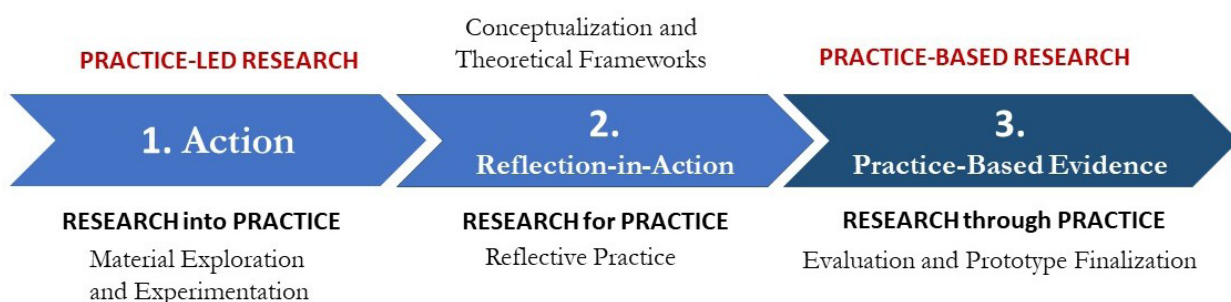 PRACTICE-LED RESEARCH
Conceptualization and
Theoretical Frameworks
PRACTICE-BASED RESEARCH
1. Action
2.
Reflection-in-Action
3.
Practice-Based Evidence
RESEARCH into PRACTICE
Material Exploration
and Experimentation
RESEARCH for PRACTICE
Reflective Practice
RESEARCH through PRACTICE
Evaluation and Prototype Finalization